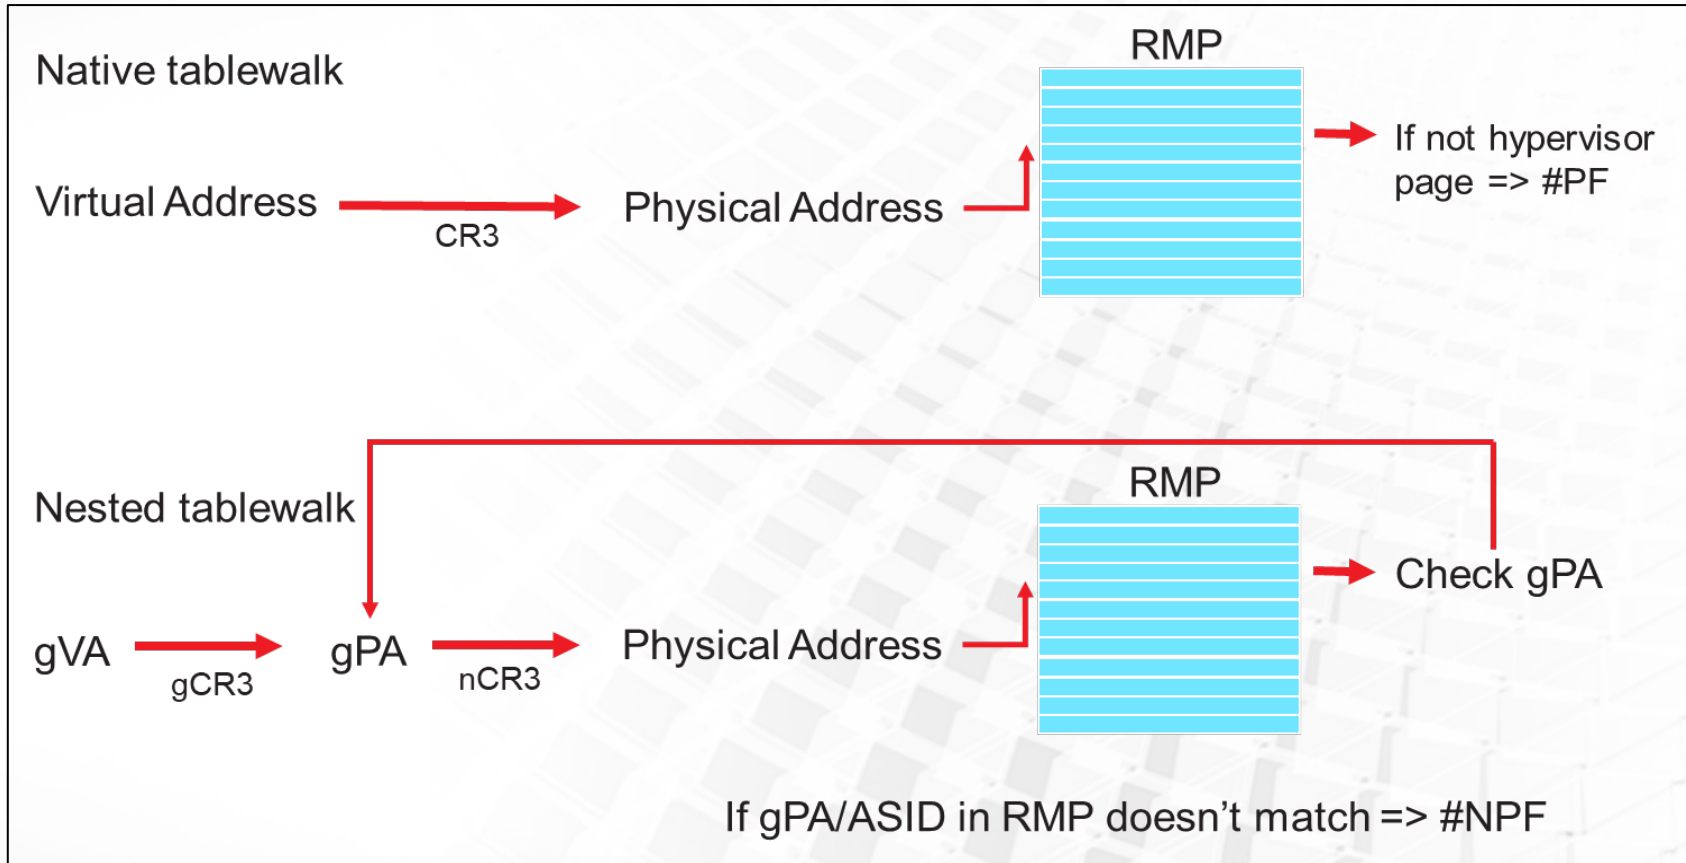 Native tablewalk
RMP
If not hypervisor
page => #PF
Virtual Address
CR3
Physical Address
Nested tablewalk
RMP
Check gPA
gVA
gCR3
gPA
nCR3
Physical Address
If gPA/ASID in RMP doesn’t match => #NPF